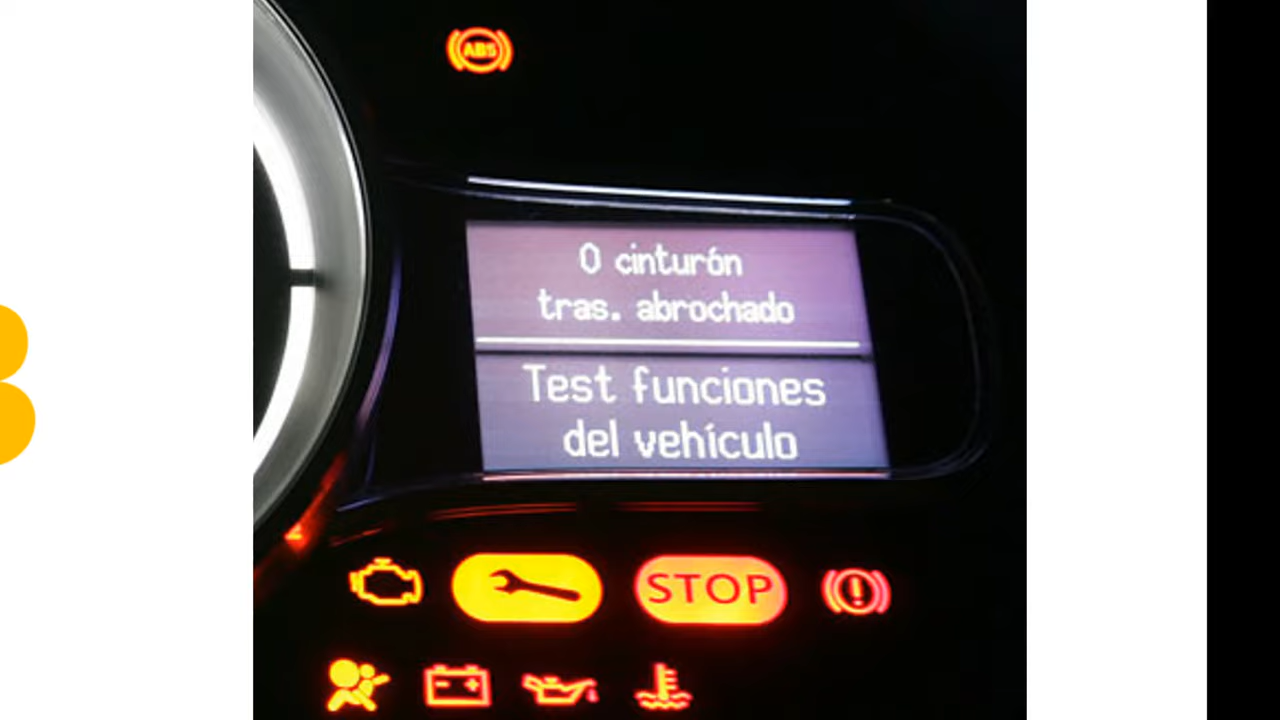 ABS
0 cinturón
tras. abrochado
Test funciones
del vehículo
STOP